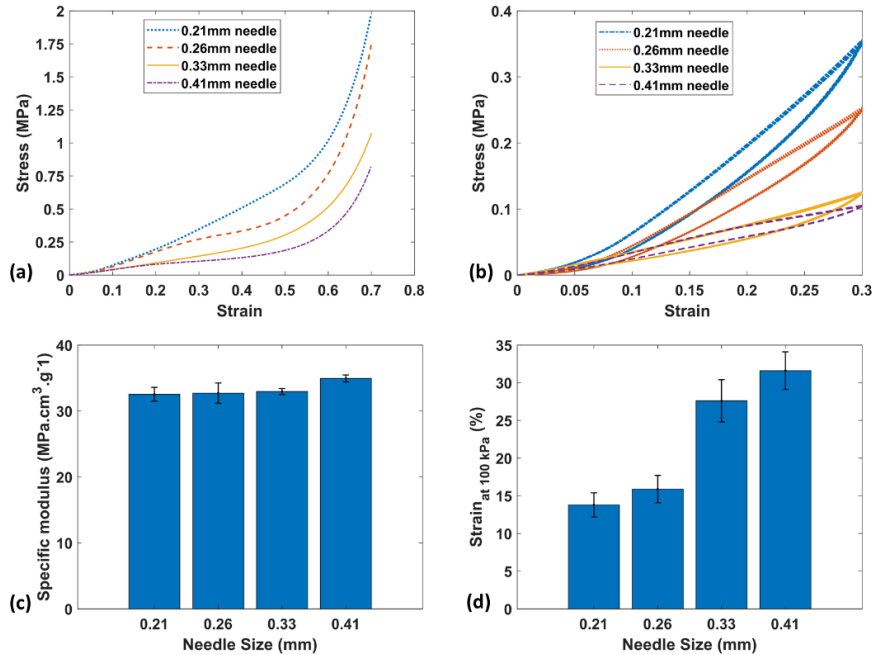 2
1.75
1.5
1.25
1
0.75
0.5
0.25
0
Stress (MPa)
0.21mm needle
0.26mm needle
0.33mm needle
0.41mm needle
0 0.1 0.2 0.3 0.4 0.5 0.6 0.7 0.8
Strain
(a)
0.4
0.3
0.2
0.1
0
Stress (MPa)
0.21mm needle
0.26mm needle
0.33mm needle
0.41mm needle
0 0.05 0.1 0.15 0.2 0.25 0.3
Strain
(b)
40
30
20
10
0
Specific modulus (MPa.cm³.g-1)
0.21 0.26 0.33 0.41
Needle Size (mm)
(c)
35
30
25
20
15
10
5
0
Strain at 100 kPa (%)
0.21 0.26 0.33 0.41
Needle Size (mm)
(d)